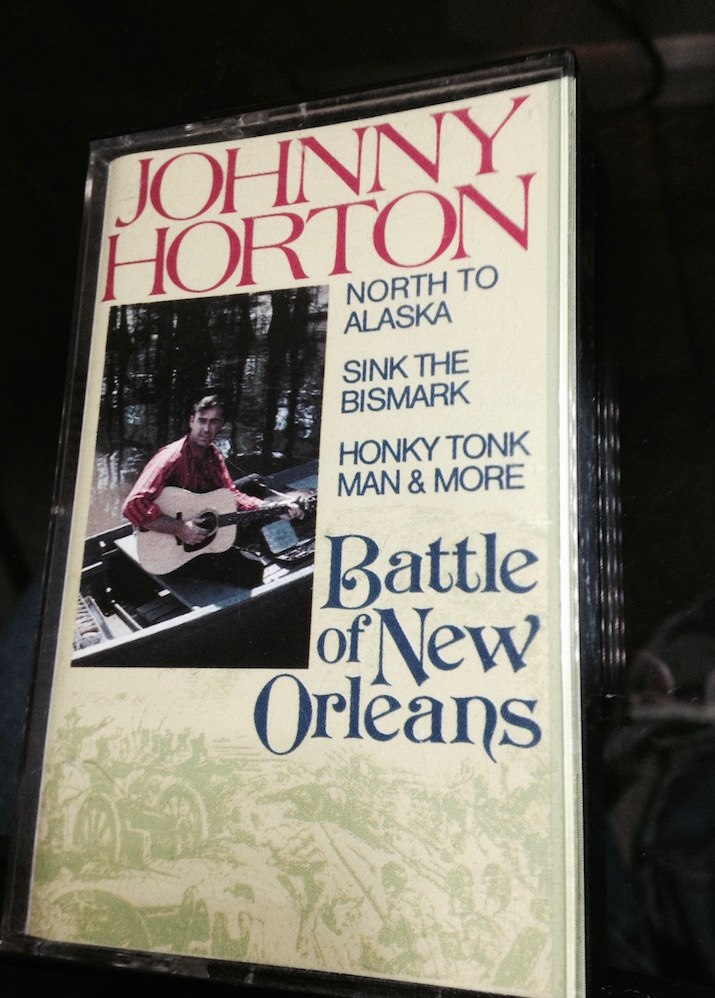 JOHNNY
HORTON
NORTH TO
ALASKA
SINK THE
BISMARK
HONKY TONK
MAN & MORE
Battle
of New
Orleans